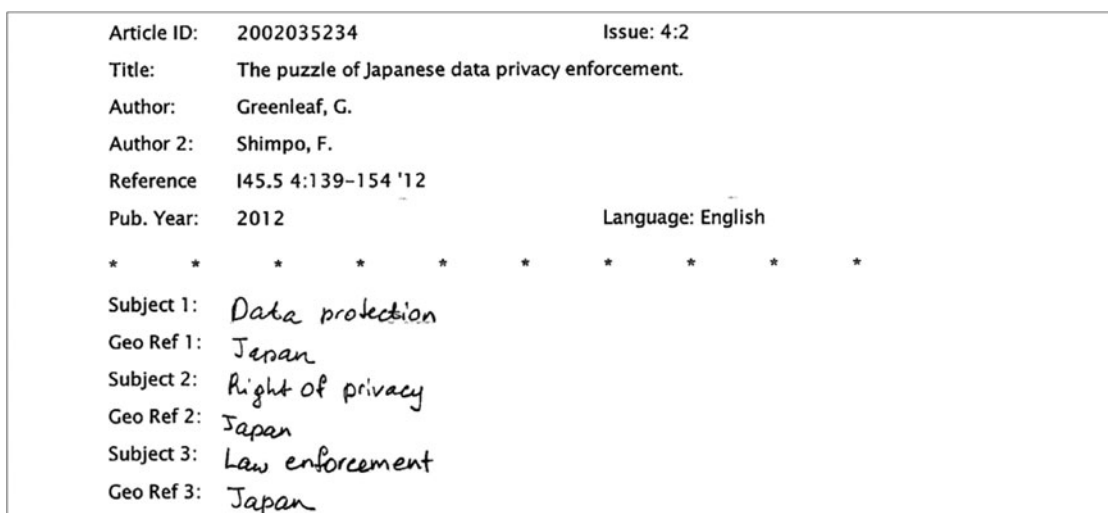 Article ID: 2002035234 Issue: 4:2
Title: The puzzle of Japanese data privacy enforcement.
Author: Greenleaf, G.
Author 2: Shimpo, F.
Reference I45.5 4:139-154 '12
Pub. Year: 2012 Language: English
* * * * * * * * * *
Subject 1: Data protection
Geo Ref 1: Japan
Subject 2: Right of privacy
Geo Ref 2: Japan
Subject 3: Law enforcement
Geo Ref 3: Japan